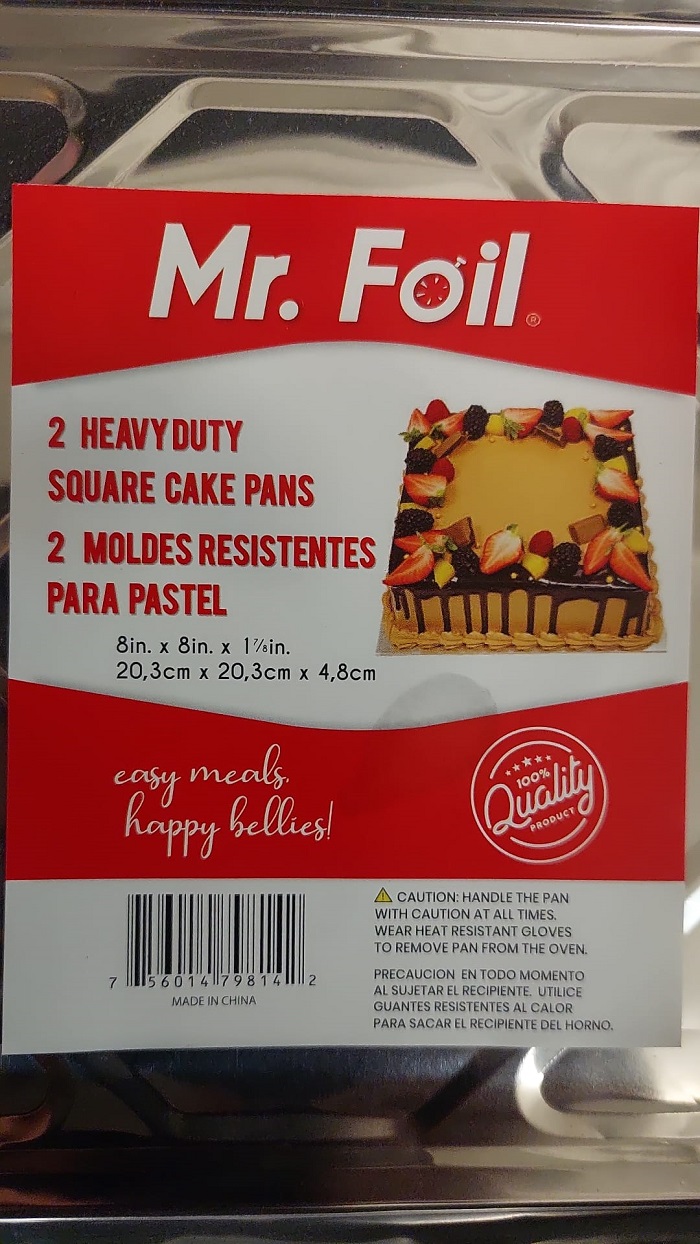 Mr. Foil®
2 HEAVY DUTY
SQUARE CAKE PANS
2 MOLDES RESISTENTES
PARA PASTEL
8in. x 8in. x 1⅞in.
20,3cm x 20,3cm x 4,8cm
easy meals,
happy bellies!
100%
Quality
PRODUCT
7 56014 79814 2
MADE IN CHINA
CAUTION: HANDLE THE PAN
WITH CAUTION AT ALL TIMES.
WEAR HEAT RESISTANT GLOVES
TO REMOVE PAN FROM THE OVEN.
PRECAUCION EN TODO MOMENTO
AL SUJETAR EL RECIPIENTE. UTILICE
GUANTES RESISTENTES AL CALOR
PARA SACAR EL RECIPIENTE DEL HORNO.